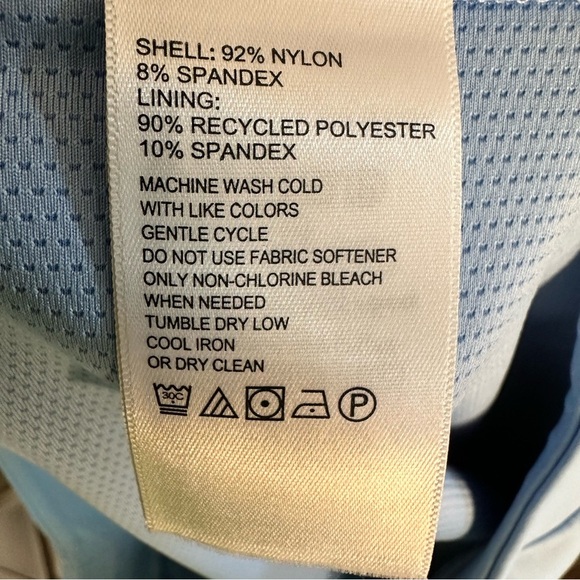 SHELL: 92% NYLON
8% SPANDEX
LINING:
90% RECYCLED POLYESTER
10% SPANDEX
MACHINE WASH COLD
WITH LIKE COLORS
GENTLE CYCLE
DO NOT USE FABRIC SOFTENER
ONLY NON-CHLORINE BLEACH
WHEN NEEDED
TUMBLE DRY LOW
COOL IRON
OR DRY CLEAN
30C P